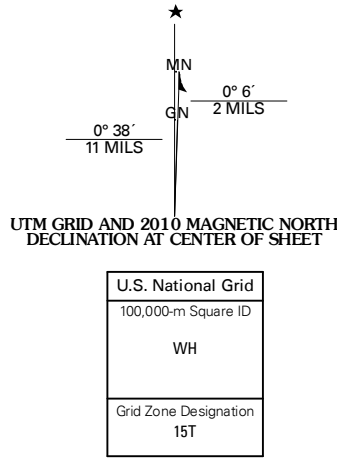 ★
MN
0° 6´
2 MILS
GN
0° 38´
11 MILS
UTM GRID AND 2010 MAGNETIC NORTH
DECLINATION AT CENTER OF SHEET
U.S. National Grid
100,000-m Square ID
WH
Grid Zone Designation
15T